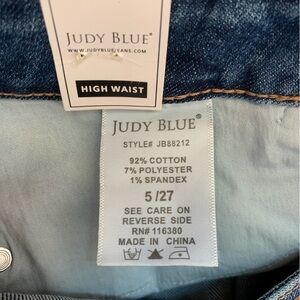 JUDY BLUE®
WWW.JUDYBLUEJEANS.COM
HIGH WAIST
JUDY BLUE®
STYLE# JB88212
92% COTTON
7% POLYESTER
1% SPANDEX
5/27
SEE CARE ON
REVERSE SIDE
RN# 116380
MADE IN CHINA